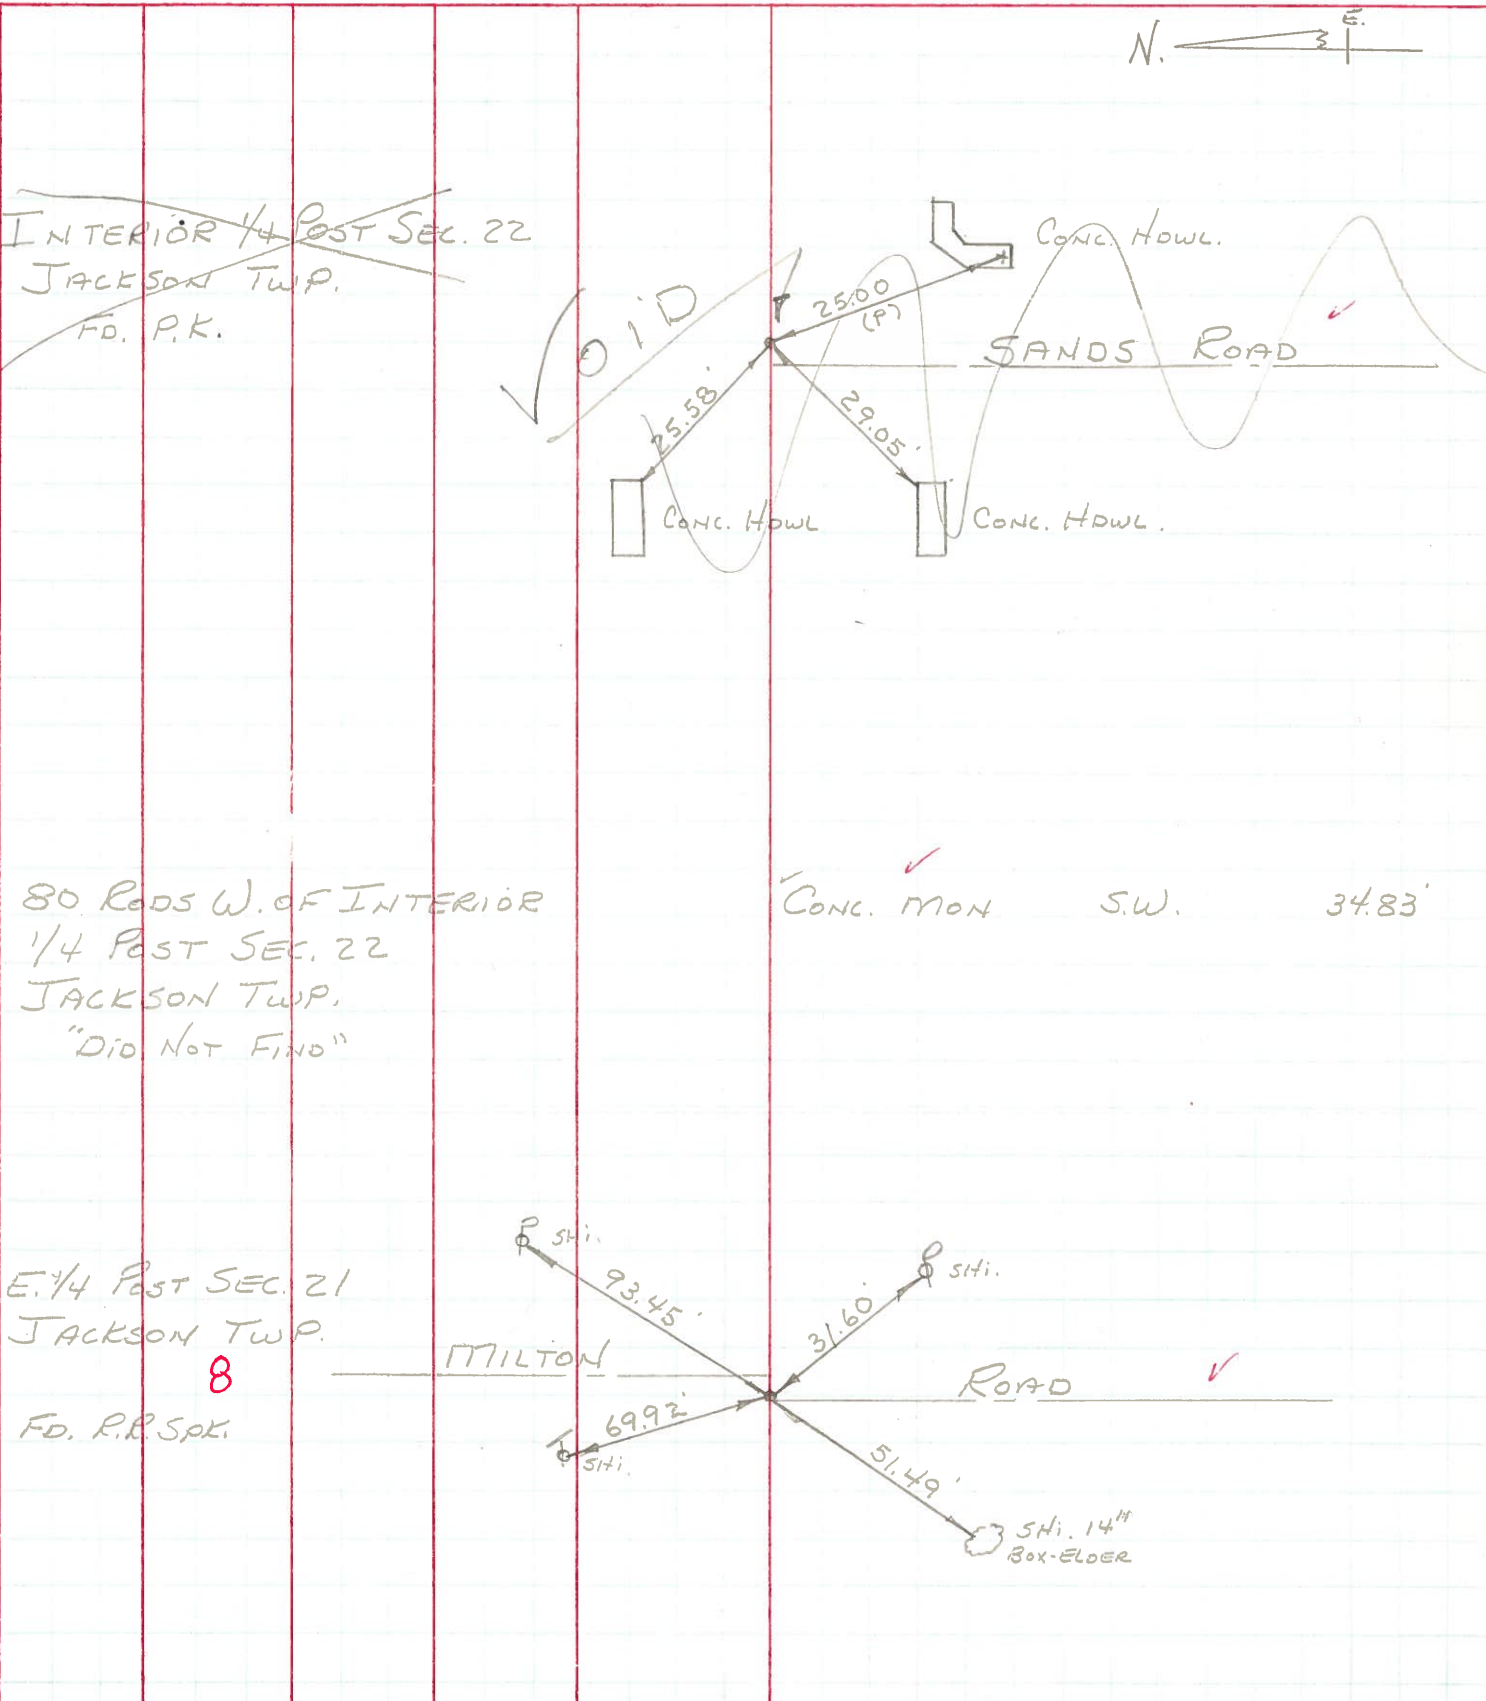 N.
E.
INTERIOR 1/4 POST SEC. 22
JACKSON TWP.
FD. P.K.
VOID
25.00
(P)
CONC. HDWL.
SANDS ROAD
25.58'
29.05'
CONC. HDWL
CONC. HDWL.
80 RODS W. OF INTERIOR
1/4 POST SEC. 22
JACKSON TWP.
"DID NOT FIND"
CONC. MON S.W. 34.83'
E. 1/4 POST SEC. 21
JACKSON TWP.
8
FD. R.R. SPK.
SHi.
93.45'
SHi.
31.60'
MILTON ROAD
69.92'
SHi.
51.49'
SHi. 14"
BOX-ELDER